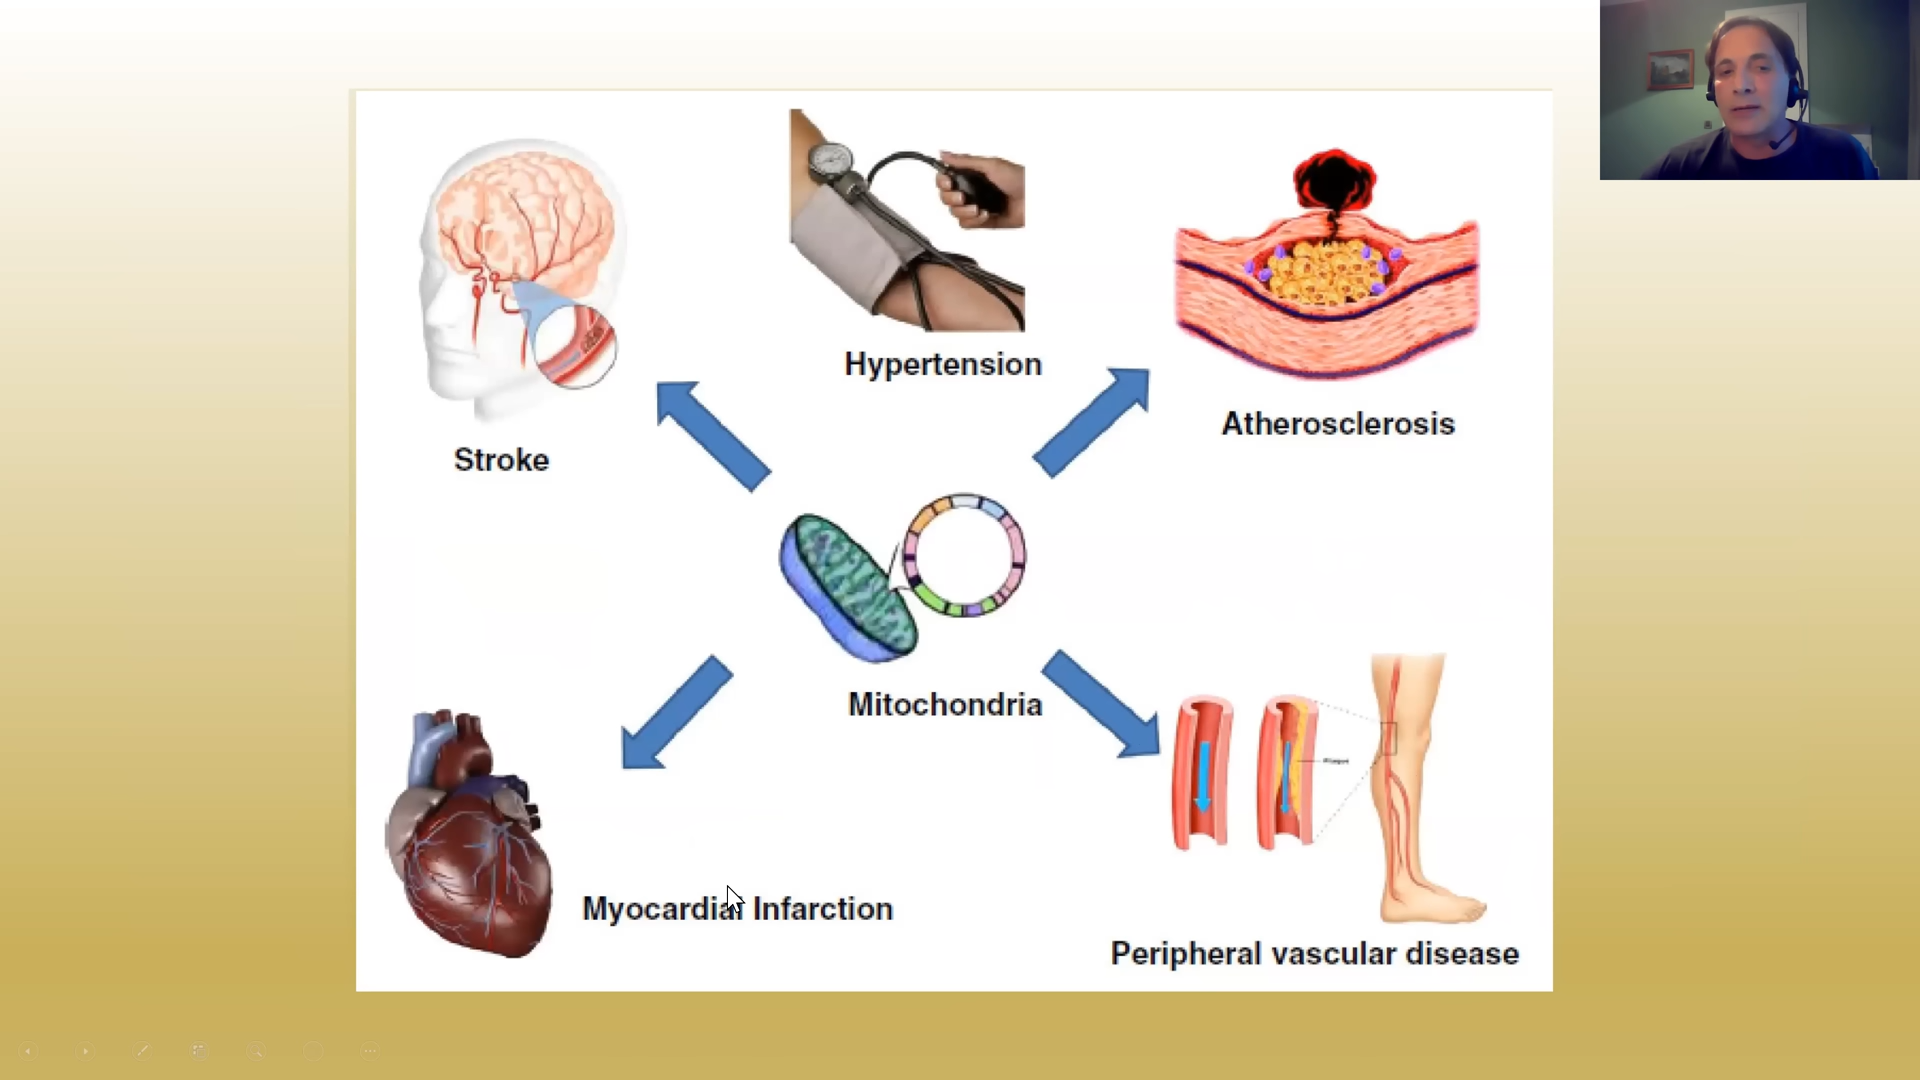 Hypertension
Atherosclerosis
Stroke
Mitochondria
Myocardial Infarction
Peripheral vascular disease